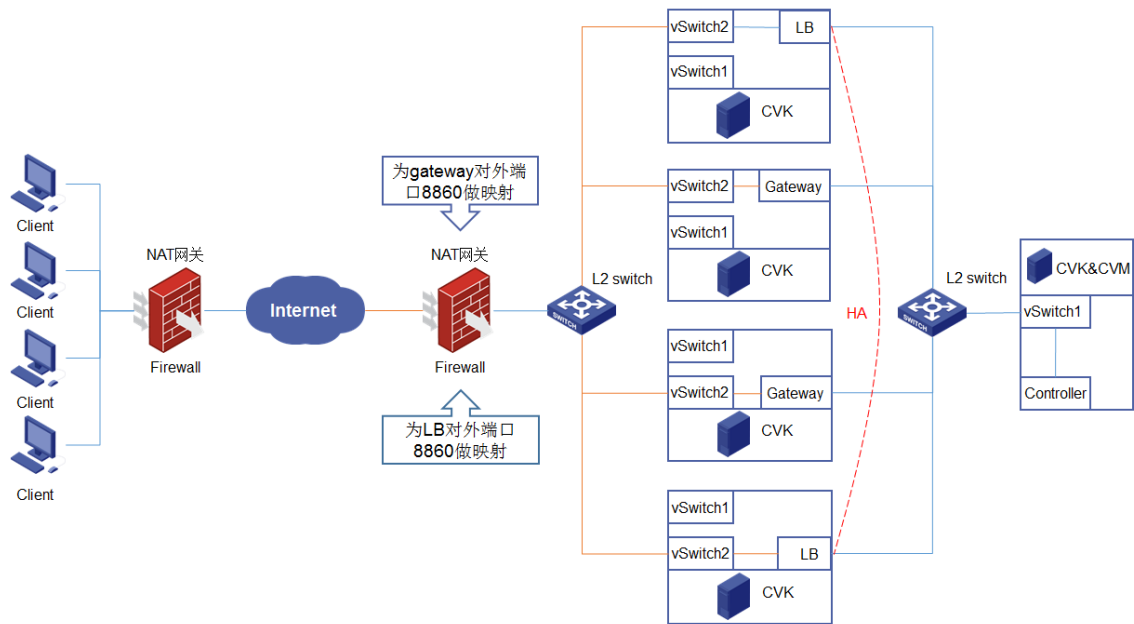 Client
Client
Client
Client
NAT网关
Firewall
Internet
为gateway对外端
口8860做映射
NAT网关
Firewall
为LB对外端口
8860做映射
L2 switch
SWITCH
vSwitch2
LB
vSwitch1
CVK
vSwitch2
Gateway
vSwitch1
CVK
vSwitch1
vSwitch2
Gateway
CVK
vSwitch1
vSwitch2
LB
CVK
HA
L2 switch
SWITCH
CVK&CVM
vSwitch1
Controller